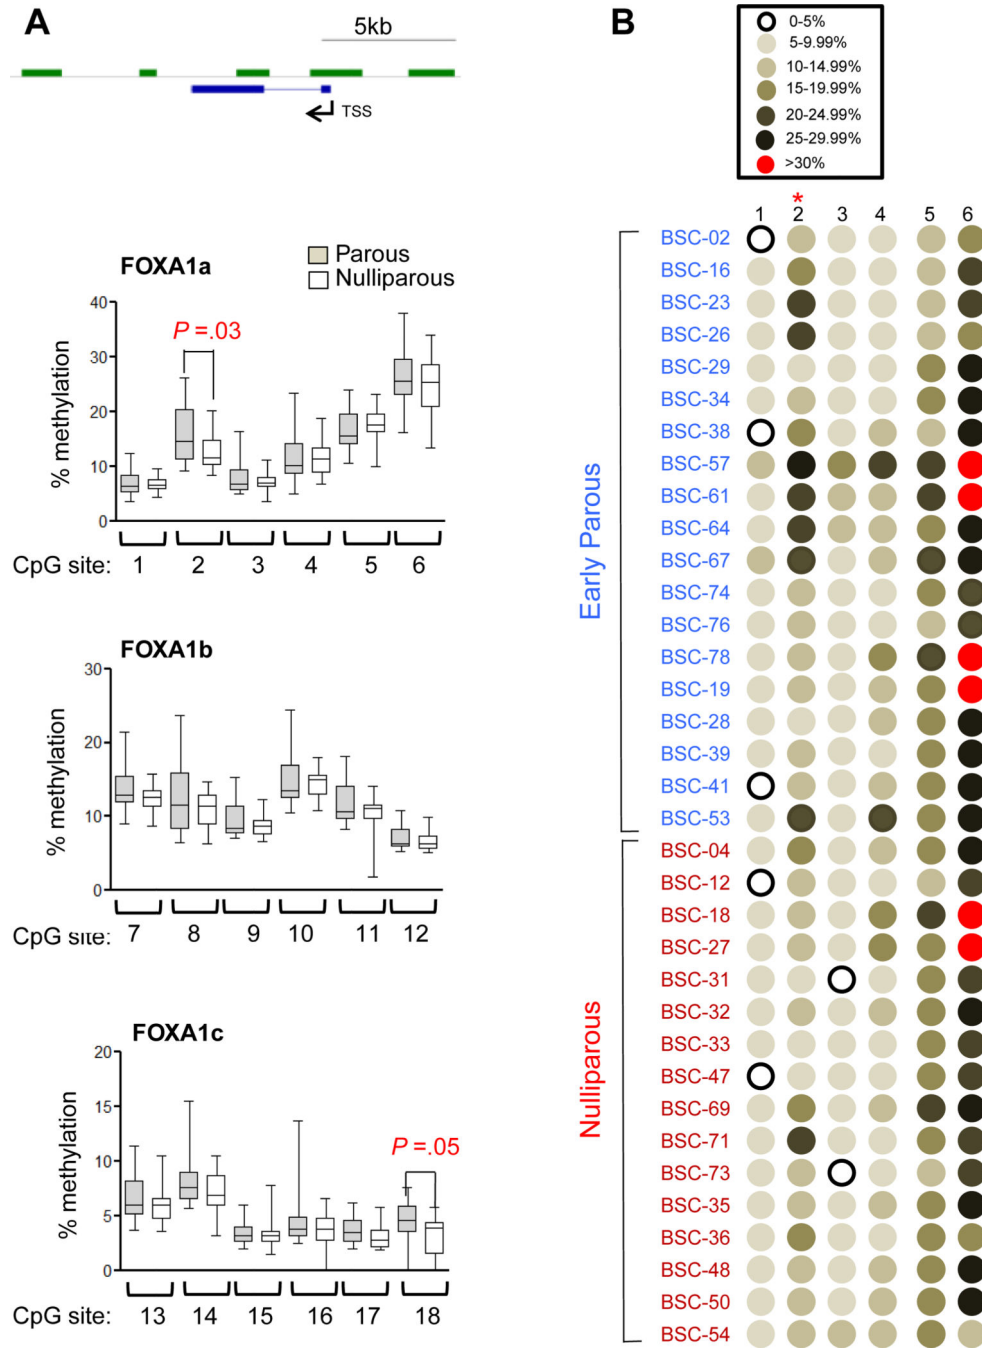 A
5kb
TSS
FOXA1a
Parous
Nulliparous
P =.03
% methylation
40
30
20
10
0
CpG site: 1 2 3 4 5 6
FOXA1b
% methylation
30
20
10
0
CpG site: 7 8 9 10 11 12
FOXA1c
% methylation
20
15
10
5
0
P =.05
CpG site: 13 14 15 16 17 18
B
0-5%
5-9.99%
10-14.99%
15-19.99%
20-24.99%
25-29.99%
>30%
*
1 2 3 4 5 6
Early Parous
BSC-02
BSC-16
BSC-23
BSC-26
BSC-29
BSC-34
BSC-38
BSC-57
BSC-61
BSC-64
BSC-67
BSC-74
BSC-76
BSC-78
BSC-19
BSC-28
BSC-39
BSC-41
BSC-53
Nulliparous
BSC-04
BSC-12
BSC-18
BSC-27
BSC-31
BSC-32
BSC-33
BSC-47
BSC-69
BSC-71
BSC-73
BSC-35
BSC-36
BSC-48
BSC-50
BSC-54